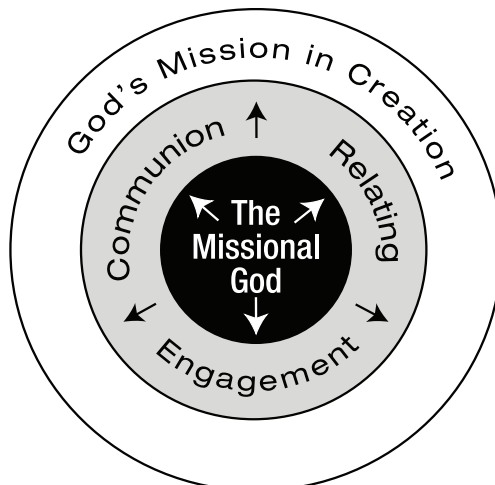 God's Mission in Creation
Communion
Relating
Engagement
The
Missional
God